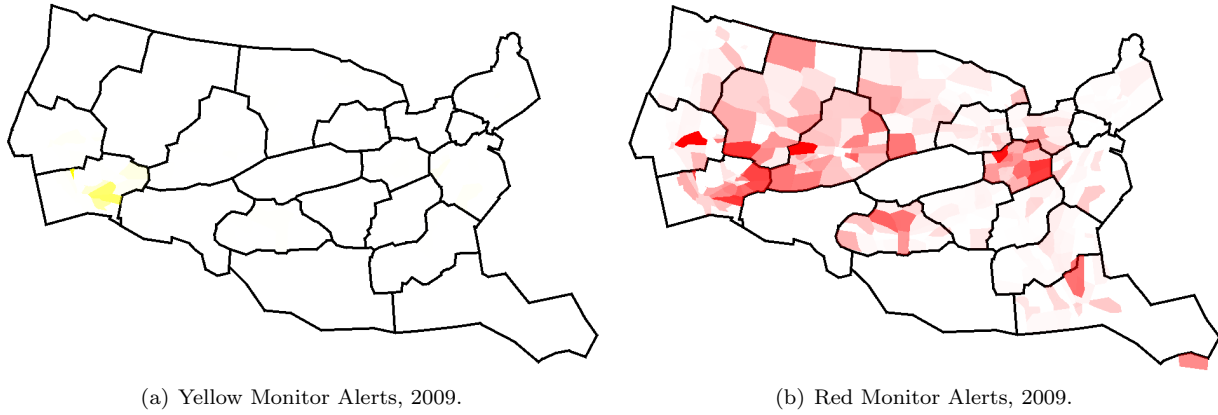 (a) Yellow Monitor Alerts, 2009.
(b) Red Monitor Alerts, 2009.